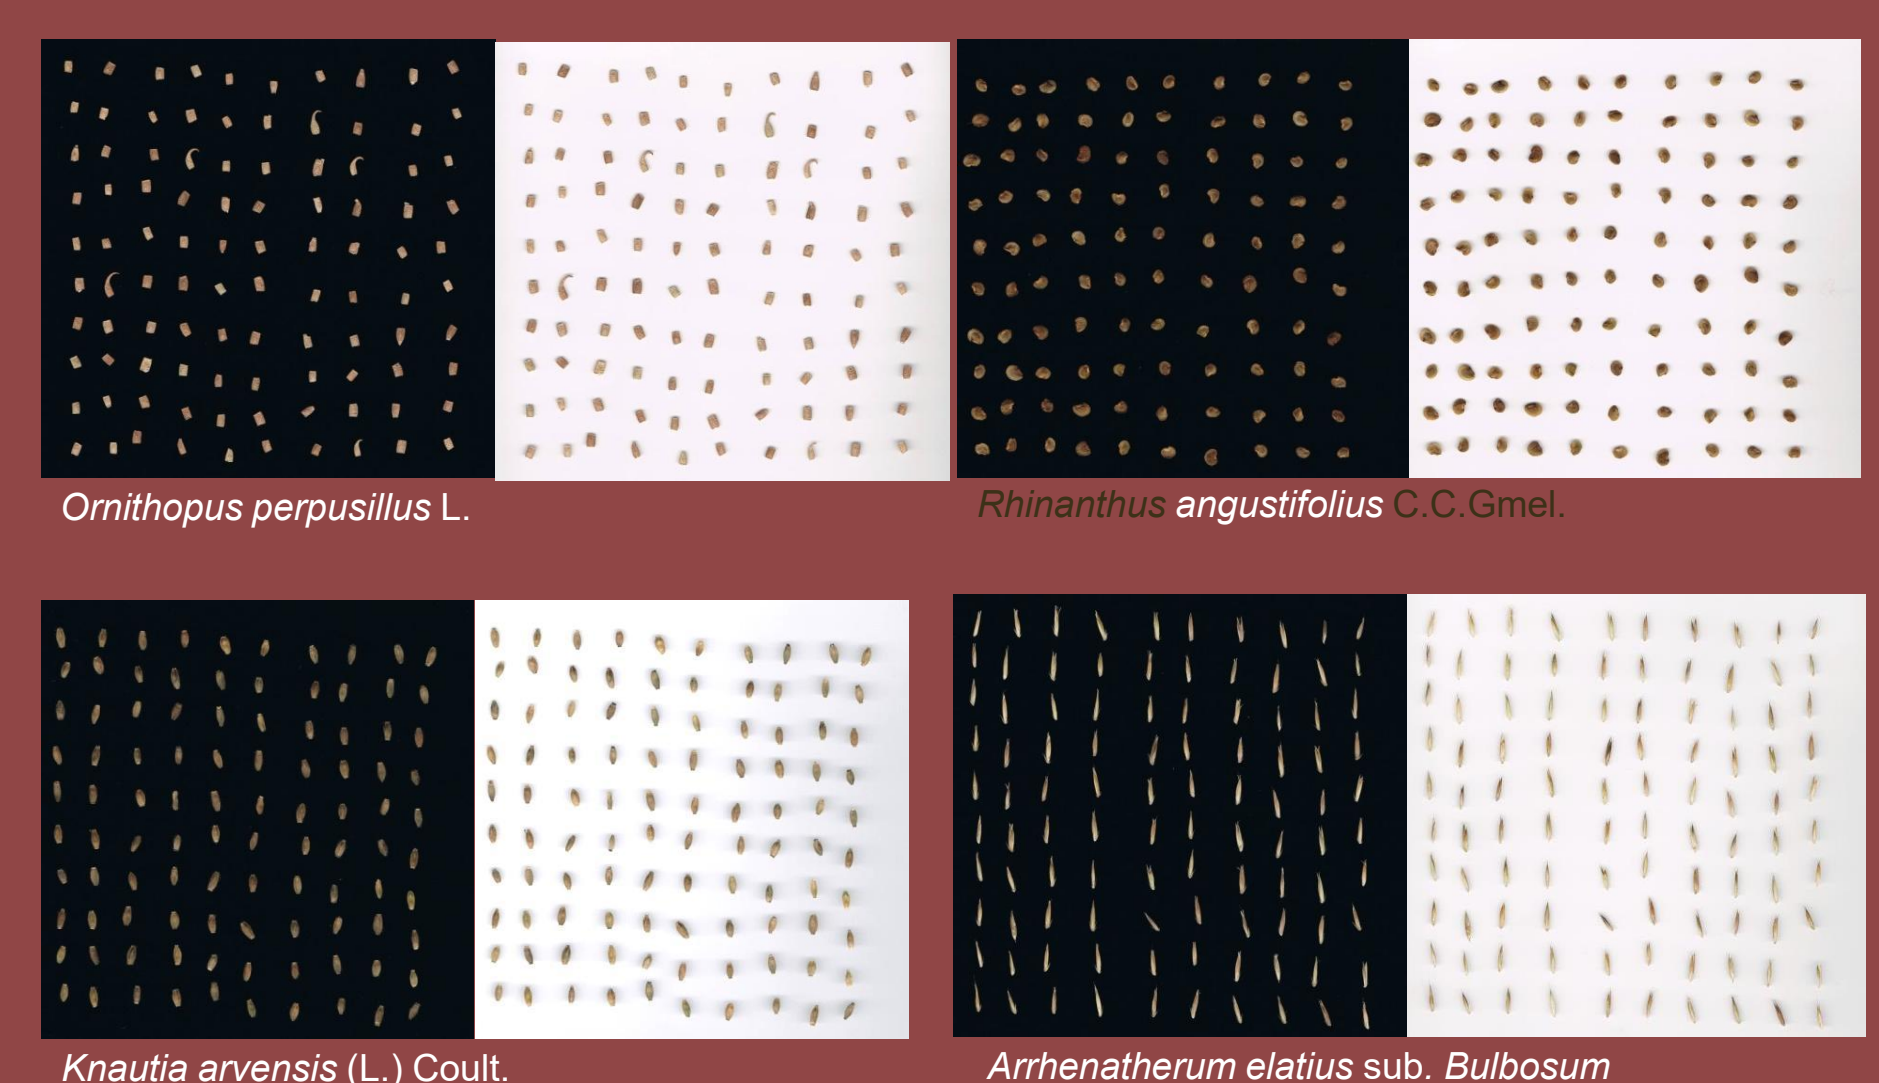 Ornithopus perpusillus L.
Rhinanthus angustifolius C.C.Gmel.
Knautia arvensis (L.) Coult.
Arrhenatherum elatius sub. Bulbosum